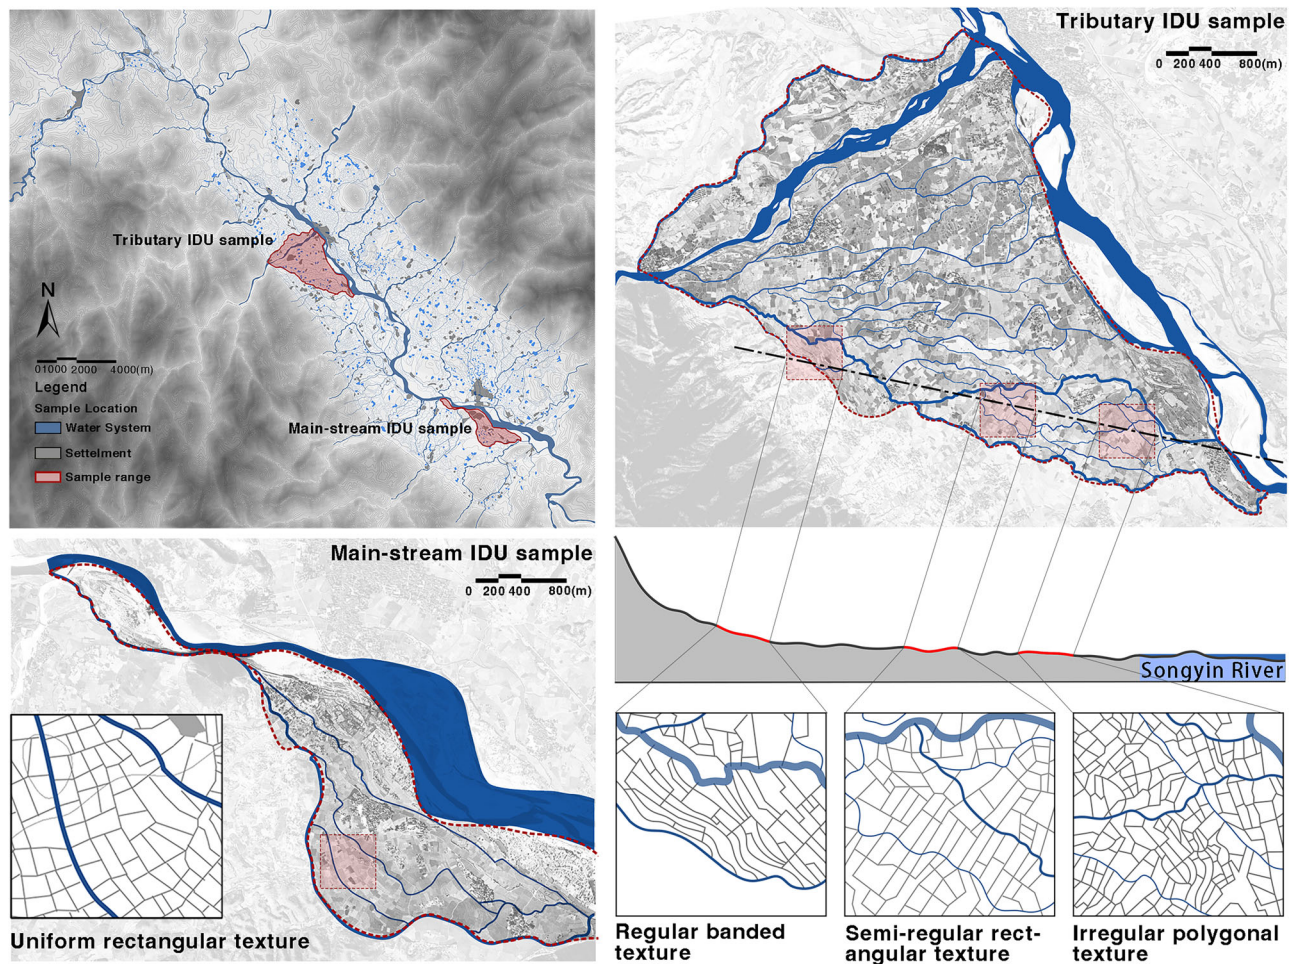 Tributary IDU sample
Main-stream IDU sample
N
01000 2000 4000(m)
Legend
Sample Location
Water System
Settelment
Sample range
Tributary IDU sample
0 200 400 800(m)
Main-stream IDU sample
0 200 400 800(m)
Uniform rectangular texture
Songyin River
Regular banded
texture
Semi-regular rect-
angular texture
Irregular polygonal
texture